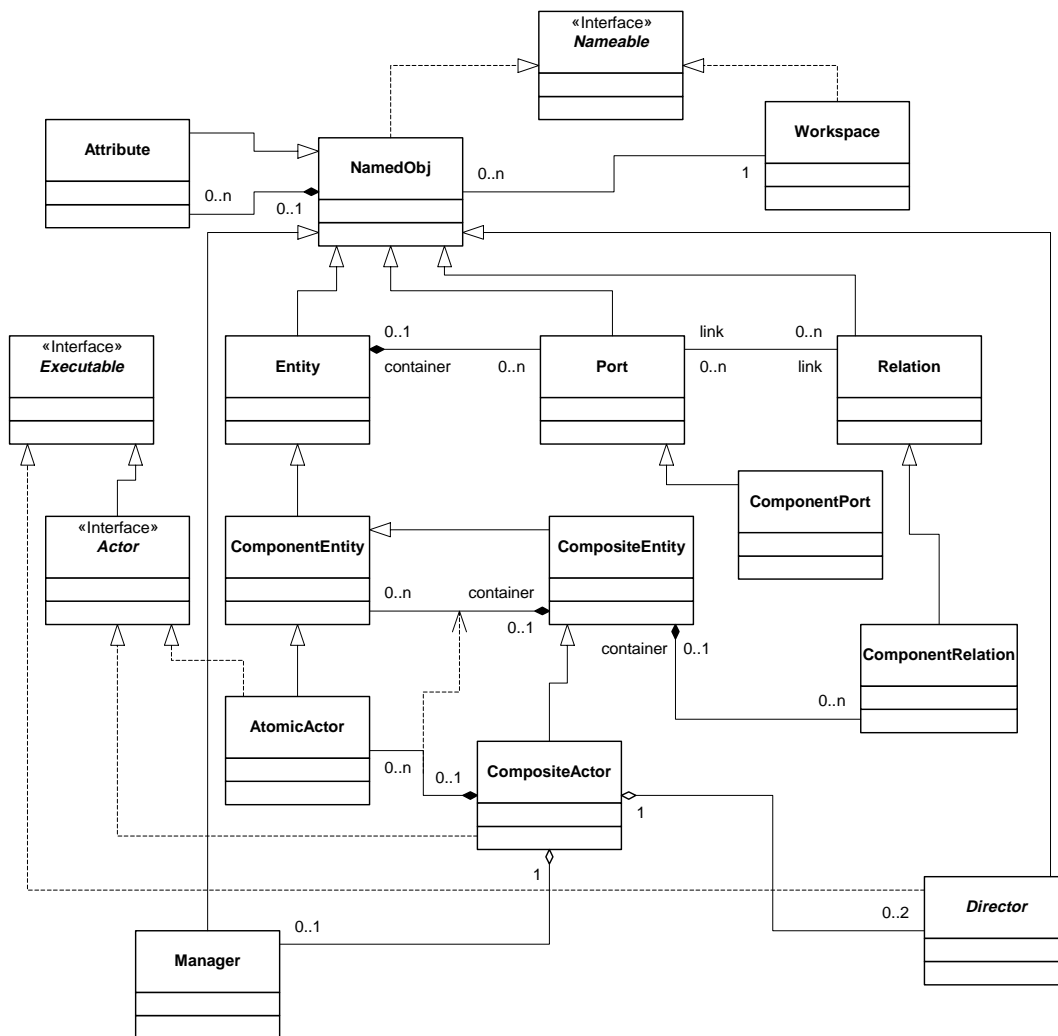 «Interface»
Nameable
Workspace
Attribute
NamedObj
0..n
1
0..n
0..1
0..1
link
0..n
«Interface»
Executable
Entity
Port
Relation
container
0..n
0..n
link
ComponentPort
«Interface»
Actor
ComponentEntity
CompositeEntity
0..n
container
0..1
container
0..1
ComponentRelation
0..n
AtomicActor
0..n
0..1
CompositeActor
1
1
0..2
Director
0..1
Manager